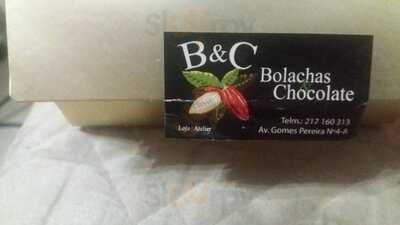 B&C
Bolachas
Chocolate
Loja Atelier
Telm.: 217 160 313
Av. Gomes Pereira Nº4-A